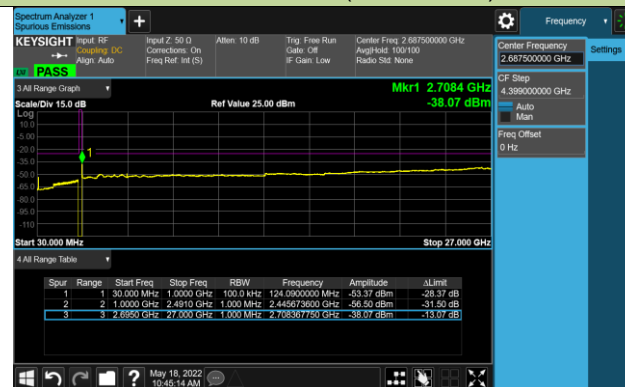 Spectrum Analyzer 1
Spurious Emissions
Frequency
KEYSIGHT
Input: RF
Coupling: DC
Align: Auto
Input Z: 50 Ω
Corrections: On
Freq Ref: Int (S)
Atten: 10 dB
Trig: Free Run
Gate: Off
IF Gain: Low
Center Freq: 2.687500000 GHz
Avg|Hold: 100/100
Radio Std: None
PASS
Center Frequency
2.687500000 GHz
Settings
CF Step
4.399000000 GHz
Auto
Man
Freq Offset
0 Hz
3 All Range Graph
Mkr1 2.7084 GHz
-38.07 dBm
Scale/Div 15.0 dB
Ref Value 25.00 dBm
Log
10.0
-5.00
-20.0
-35.0
-50.0
-65.0
-80.0
-95.0
-110
1
Start 30.000 MHz
Stop 27.000 GHz
4 All Range Table
Spur Range Start Freq Stop Freq RBW Frequency Amplitude ΔLimit
1 1 30.000 MHz 1.0000 GHz 100.0 kHz 124.0900000 MHz -53.37 dBm -28.37 dB
2 2 1.0000 GHz 2.4910 GHz 1.000 MHz 2.445673600 GHz -56.50 dBm -31.50 dB
3 3 2.6950 GHz 27.000 GHz 1.000 MHz 2.708367750 GHz -38.07 dBm -13.07 dB
May 18, 2022
10:45:14 AM